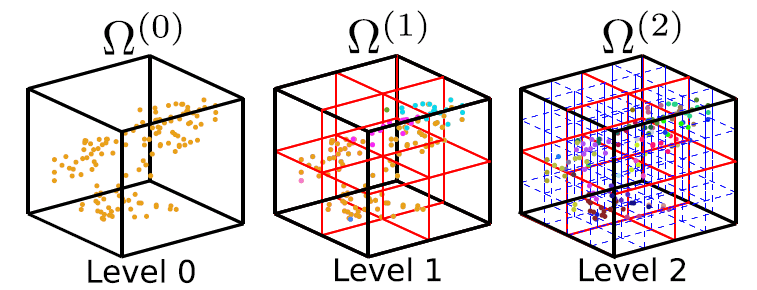 Ω^(0)
Ω^(1)
Ω^(2)
Level 0
Level 1
Level 2